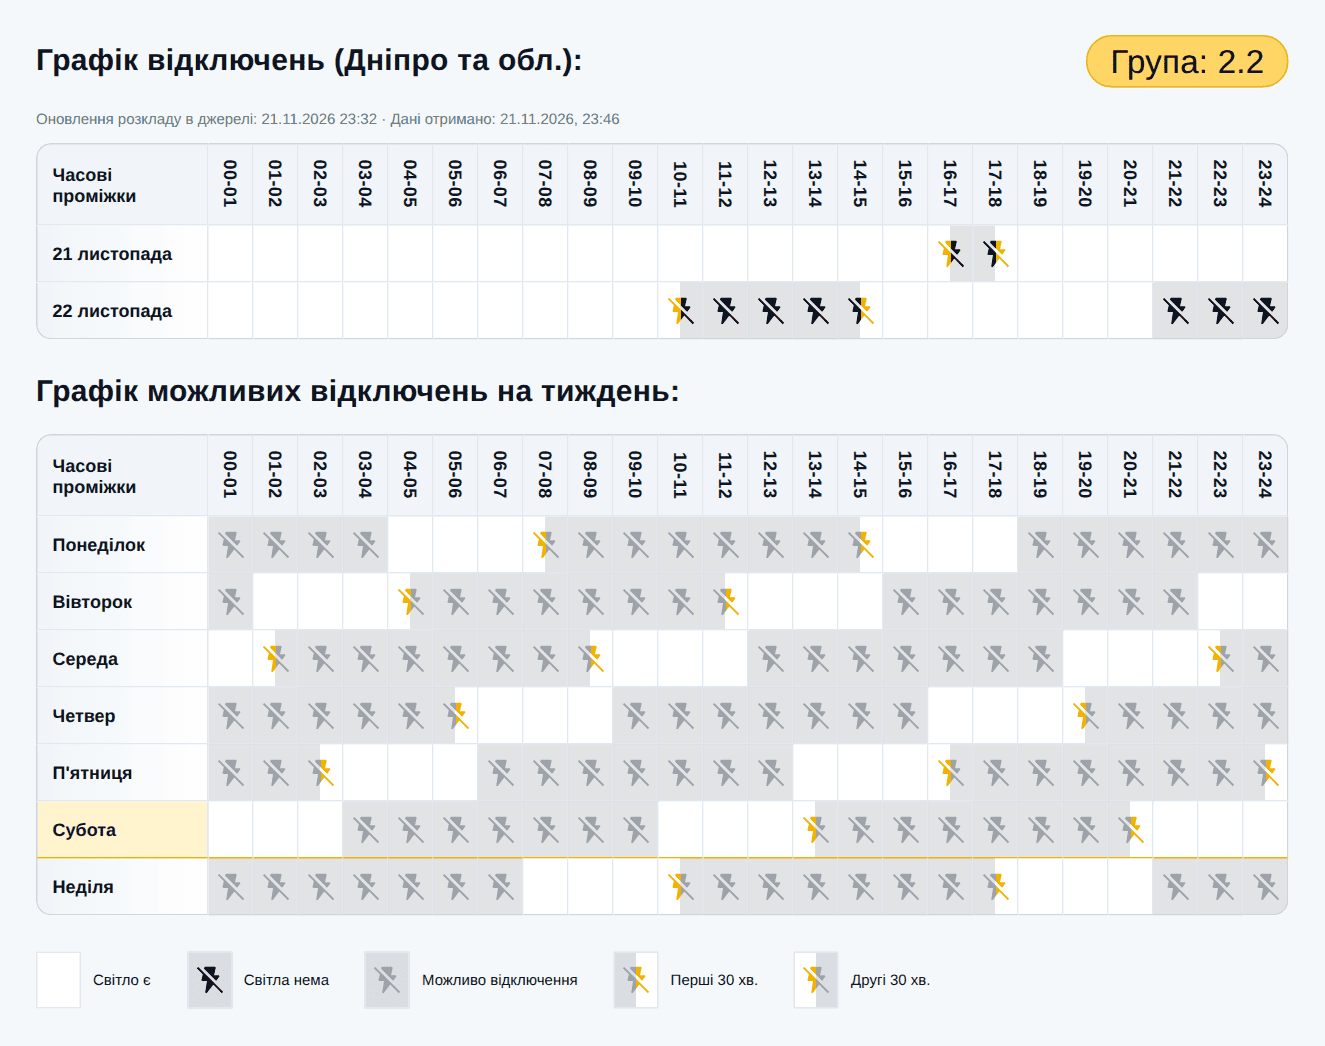 Графік відключень (Дніпро та обл.):
Група: 2.2
Оновлення розкладу в джерелі: 21.11.2026 23:32 · Дані отримано: 21.11.2026, 23:46
Часові проміжки 00-01 01-02 02-03 03-04 04-05 05-06 06-07 07-08 08-09 09-10 10-11 11-12 12-13 13-14 14-15 15-16 16-17 17-18 18-19 19-20 20-21 21-22 22-23 23-24
21 листопада
22 листопада
Графік можливих відключень на тиждень:
Часові проміжки 00-01 01-02 02-03 03-04 04-05 05-06 06-07 07-08 08-09 09-10 10-11 11-12 12-13 13-14 14-15 15-16 16-17 17-18 18-19 19-20 20-21 21-22 22-23 23-24
Понеділок
Вівторок
Середа
Четвер
П'ятниця
Субота
Неділя
Світло є Світла нема Можливо відключення Перші 30 хв. Другі 30 хв.